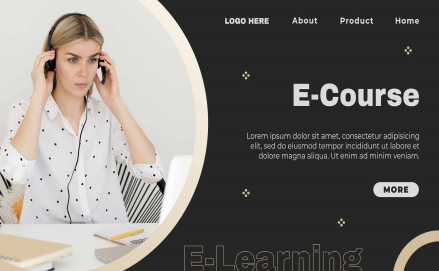 LOGO HERE About Product Home
E-Course
Lorem ipsum dolor sit amet, consectetur adipisicing
elit, sed do eiusmod tempor incididunt ut labore et
dolore magna aliqua. Ut enim ad minim veniam.
MORE
E-Learning